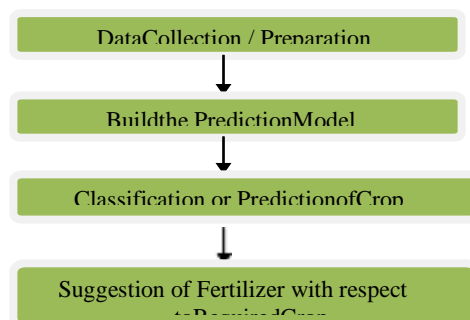 DataCollection / Preparation
Buildthe PredictionModel
Classification or PredictionofCrop
Suggestion of Fertilizer with respect
toRequiredCrop